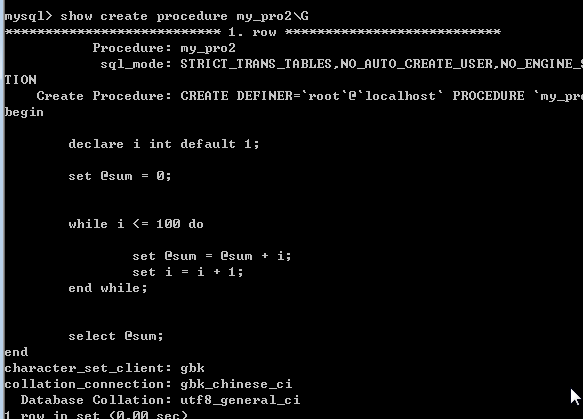 mysql> show create procedure my_pro2\G
*************************** 1. row ***************************
Procedure: my_pro2
sql_mode: STRICT_TRANS_TABLES,NO_AUTO_CREATE_USER,NO_ENGINE_S
TION
Create Procedure: CREATE DEFINER=`root`@`localhost` PROCEDURE `my_pro
begin
declare i int default 1;
set @sum = 0;
while i <= 100 do
set @sum = @sum + i;
set i = i + 1;
end while;
select @sum;
end
character_set_client: gbk
collation_connection: gbk_chinese_ci
Database Collation: utf8_general_ci
1 row in set (0.00 sec)